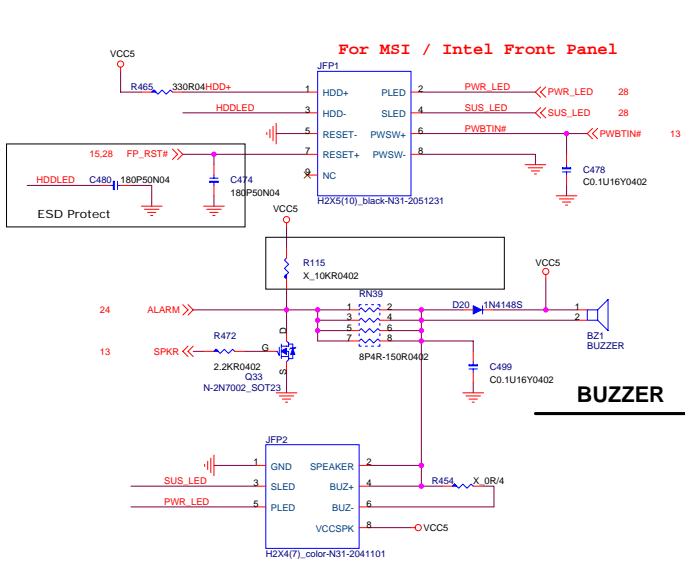 For MSI / Intel Front Panel
VCC5
JFP1
R465 330R04 HDD+ 1 HDD+ PLED 2 PWR_LED PWR_LED 28
HDDLED 3 HDD- SLED 4 SUS_LED SUS_LED 28
5 RESET- PWSW+ 6 PWBTIN# PWBTIN# 13
15,28 FP_RST# 7 RESET+ PWSW- 8
9 NC
C478
C0.1U16Y0402
HDDLED C480 180P50N04
C474
180P50N04
H2X5(10)_black-N31-2051231
ESD Protect
VCC5
R115
X_10KR0402
VCC5
RN39
24 ALARM 1 2 D20 1N4148S 1
3 4 2
5 6
7 8
BZ1
BUZZER
8P4R-150R0402
R472
13 SPKR G D S
2.2KR0402
Q33
N-2N7002_SOT23
C499
C0.1U16Y0402
BUZZER
JFP2
1 GND SPEAKER 2
SUS_LED 3 SLED BUZ+ 4 R454 X_0R/4
PWR_LED 5 PLED BUZ- 6
VCCSPK 8 VCC5
H2X4(7)_color-N31-2041101